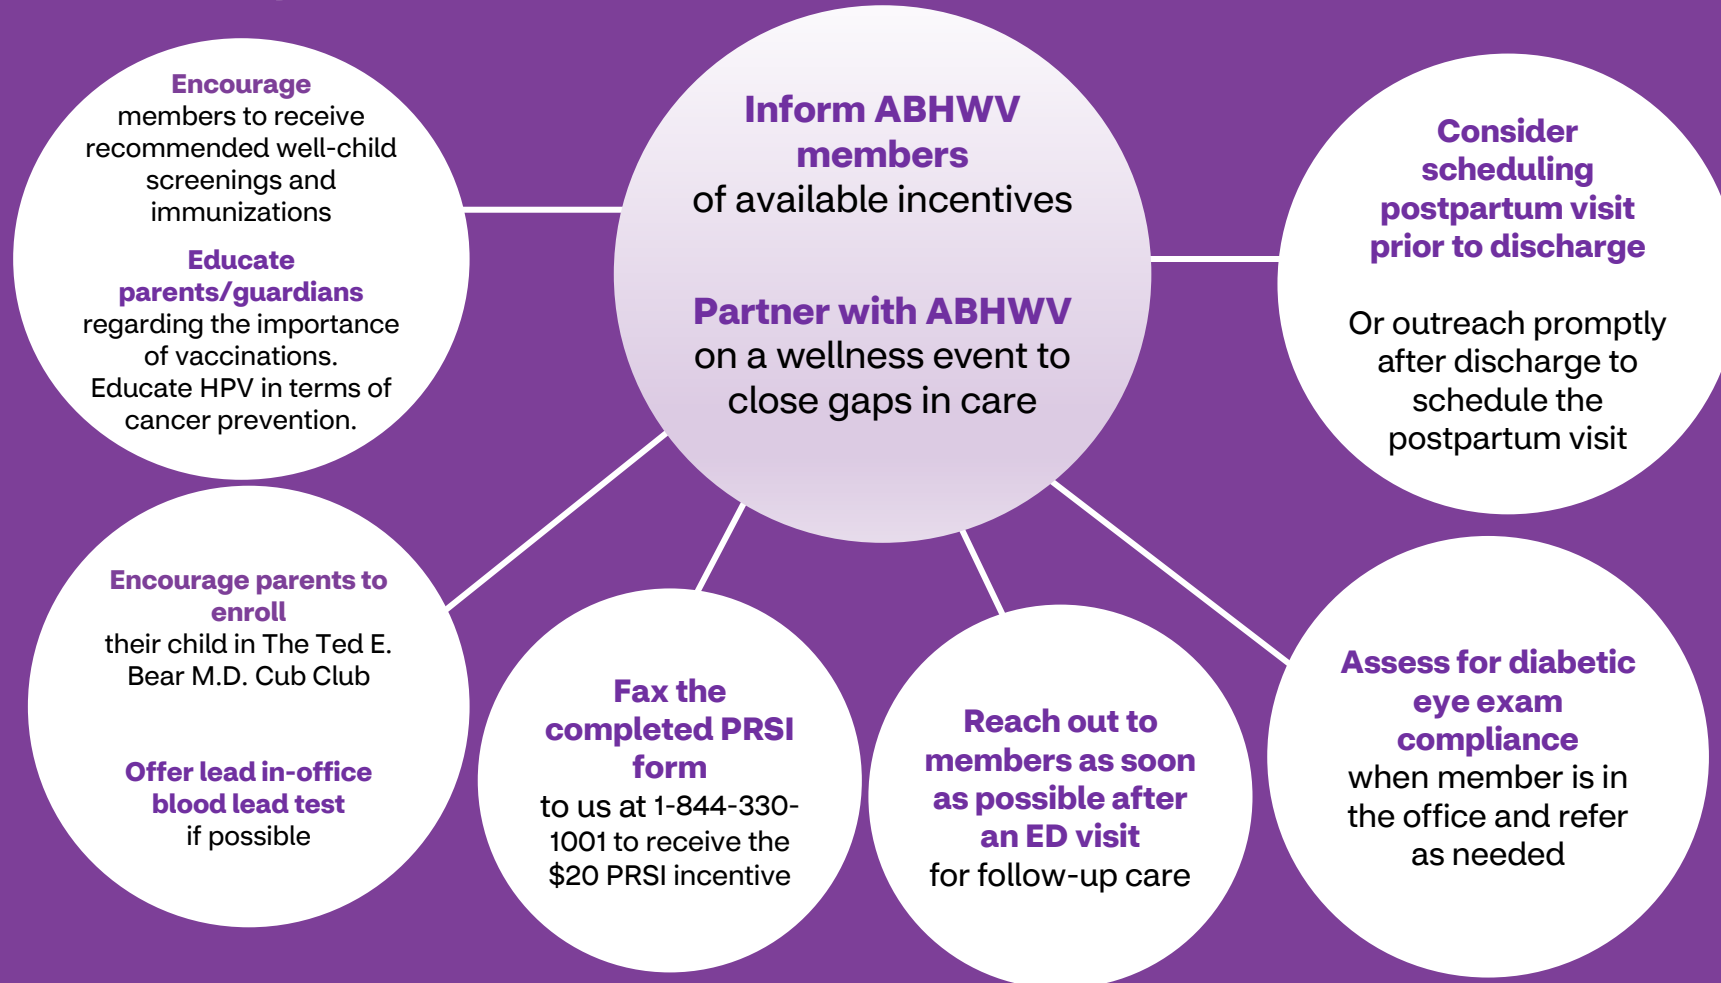 Encourage
members to receive
recommended well-child
screenings and
immunizations
Educate
parents/guardians
regarding the importance
of vaccinations.
Educate HPV in terms of
cancer prevention.
Inform ABHWV
members
of available incentives
Partner with ABHWV
on a wellness event to
close gaps in care
Consider
scheduling
postpartum visit
prior to discharge
Or outreach promptly
after discharge to
schedule the
postpartum visit
Encourage parents to
enroll
their child in The Ted E.
Bear M.D. Cub Club
Offer lead in-office
blood lead test
if possible
Fax the
completed PRSI
form
to us at 1-844-330-
1001 to receive the
$20 PRSI incentive
Reach out to
members as soon
as possible after
an ED visit
for follow-up care
Assess for diabetic
eye exam
compliance
when member is in
the office and refer
as needed